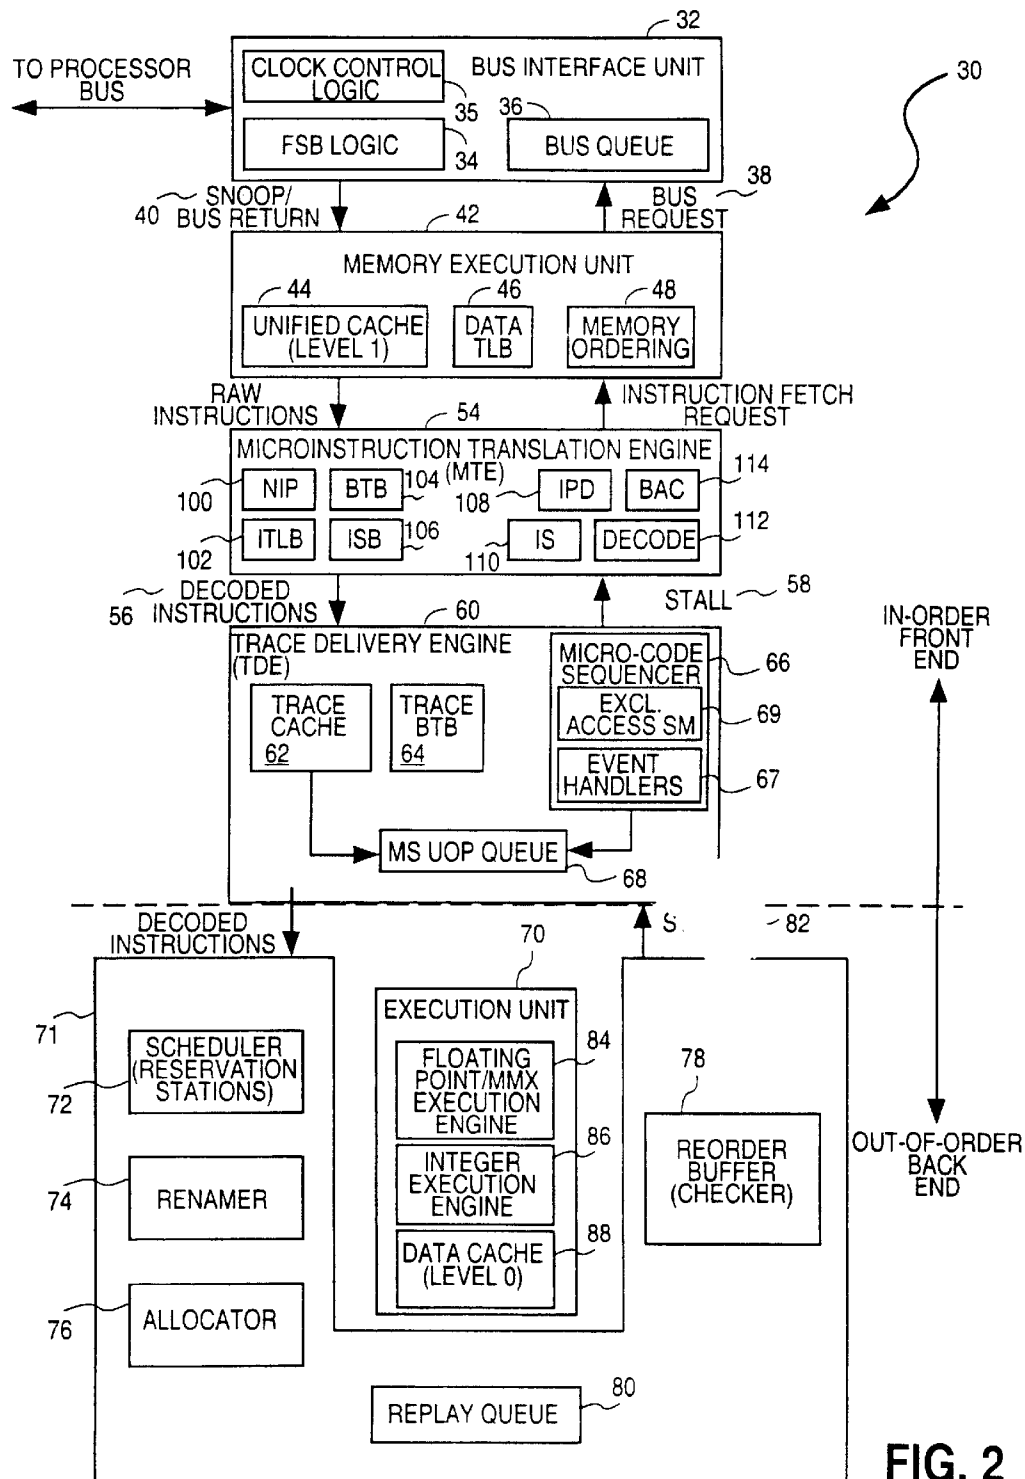 32
TO PROCESSOR
BUS
CLOCK CONTROL
LOGIC
35
BUS INTERFACE UNIT
30
FSB LOGIC
34
36
BUS QUEUE
40
SNOOP/
BUS RETURN
38
BUS
REQUEST
42
MEMORY EXECUTION UNIT
44
UNIFIED CACHE
(LEVEL 1)
46
DATA
TLB
48
MEMORY
ORDERING
RAW
INSTRUCTIONS
INSTRUCTION FETCH
REQUEST
54
MICROINSTRUCTION TRANSLATION ENGINE
(MTE)
100
NIP
BTB
104
108
IPD
BAC
114
102
ITLB
ISB
106
110
IS
DECODE
112
56
DECODED
INSTRUCTIONS
STALL
58
60
TRACE DELIVERY ENGINE
(TDE)
TRACE
CACHE
62
TRACE
BTB
64
MICRO-CODE
SEQUENCER
66
EXCL.
ACCESS SM
69
EVENT
HANDLERS
67
MS UOP QUEUE
68
IN-ORDER
FRONT
END
DECODED
INSTRUCTIONS
S
82
70
EXECUTION UNIT
71
SCHEDULER
(RESERVATION
STATIONS)
72
FLOATING
POINT/MMX
EXECUTION
ENGINE
84
78
REORDER
BUFFER
(CHECKER)
OUT-OF-ORDER
BACK
END
74
RENAMER
INTEGER
EXECUTION
ENGINE
86
DATA CACHE
(LEVEL 0)
88
76
ALLOCATOR
REPLAY QUEUE
80
FIG. 2